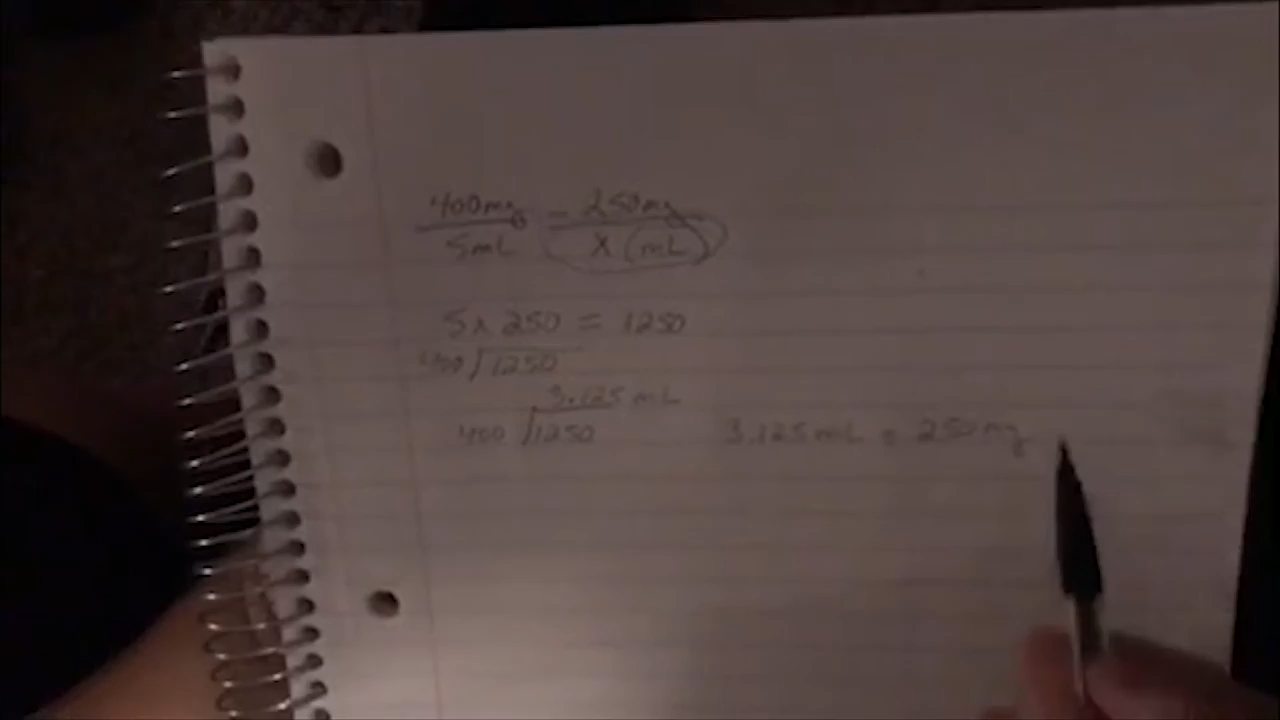 400mg = 250mg
5mL X (mL)
5 x 250 = 1250
400 1250
3.125 mL
400 1250 3.125 mL = 250mg